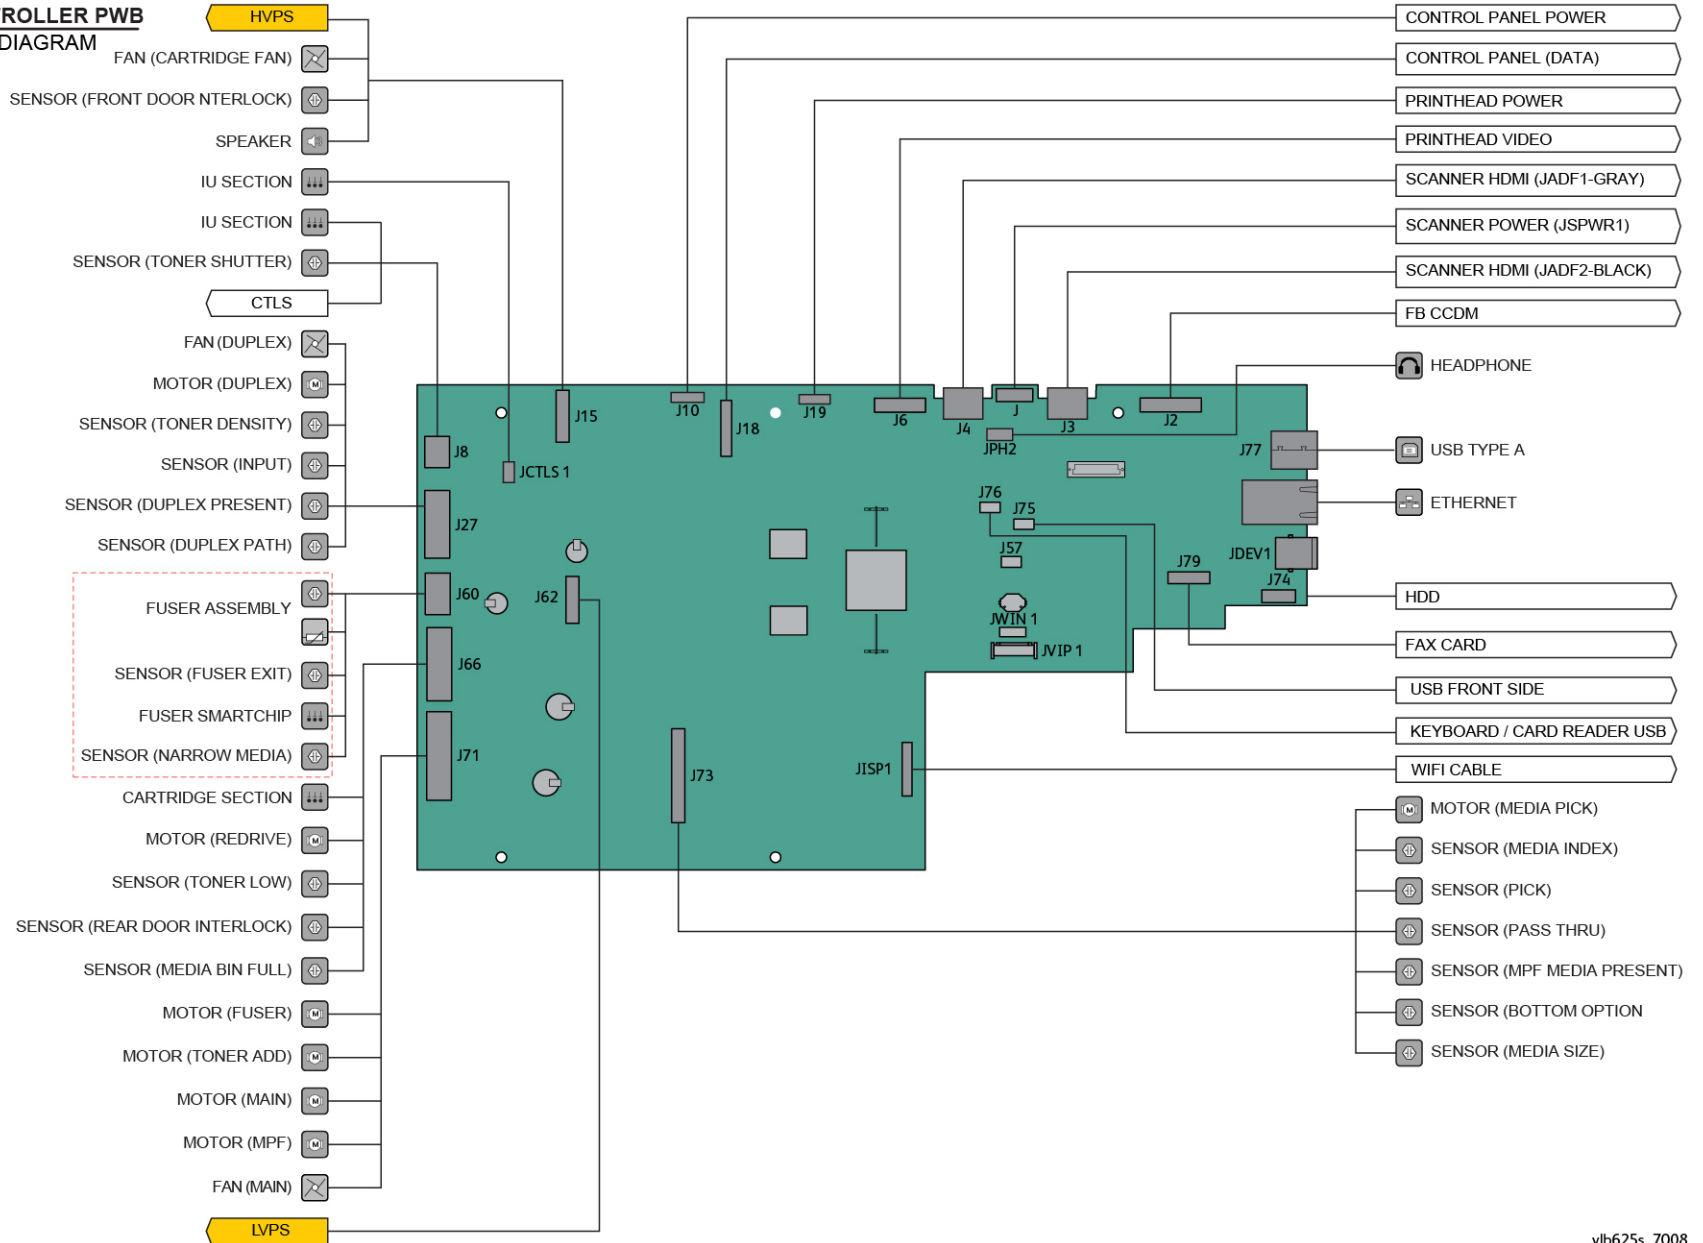 TROLLER PWB
DIAGRAM
HVPS
FAN (CARTRIDGE FAN)
SENSOR (FRONT DOOR NTERLOCK)
SPEAKER
IU SECTION
IU SECTION
SENSOR (TONER SHUTTER)
CTLS
FAN (DUPLEX)
MOTOR (DUPLEX)
SENSOR (TONER DENSITY)
SENSOR (INPUT)
SENSOR (DUPLEX PRESENT)
SENSOR (DUPLEX PATH)
FUSER ASSEMBLY
SENSOR (FUSER EXIT)
FUSER SMARTCHIP
SENSOR (NARROW MEDIA)
CARTRIDGE SECTION
MOTOR (REDRIVE)
SENSOR (TONER LOW)
SENSOR (REAR DOOR INTERLOCK)
SENSOR (MEDIA BIN FULL)
MOTOR (FUSER)
MOTOR (TONER ADD)
MOTOR (MAIN)
MOTOR (MPF)
FAN (MAIN)
LVPS
J15
J10
J18
J19
J6
J4
J
J3
J2
JPH2
J77
J8
JCTLS 1
J76
J75
J27
J57
JDEV1
J79
J74
J60
J62
JWIN 1
JVIP 1
J66
J71
J73
JISP1
CONTROL PANEL POWER
CONTROL PANEL (DATA)
PRINTHEAD POWER
PRINTHEAD VIDEO
SCANNER HDMI (JADF1-GRAY)
SCANNER POWER (JSPWR1)
SCANNER HDMI (JADF2-BLACK)
FB CCDM
HEADPHONE
USB TYPE A
ETHERNET
HDD
FAX CARD
USB FRONT SIDE
KEYBOARD / CARD READER USB
WIFI CABLE
MOTOR (MEDIA PICK)
SENSOR (MEDIA INDEX)
SENSOR (PICK)
SENSOR (PASS THRU)
SENSOR (MPF MEDIA PRESENT)
SENSOR (BOTTOM OPTION
SENSOR (MEDIA SIZE)
vlb625s_7008